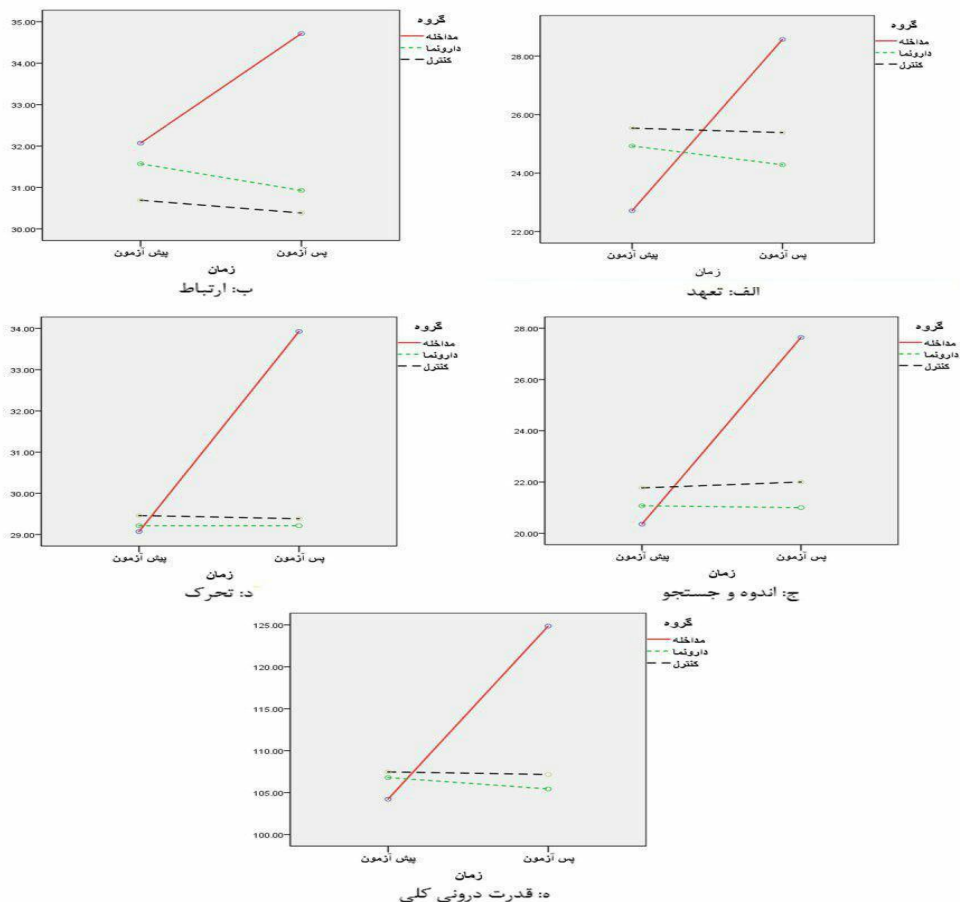 گروه
مداخله
دارونما
کنترل
28.00
26.00
24.00
22.00
پیش آزمون
پس آزمون
زمان
الف: تعهد
گروه
مداخله
دارونما
کنترل
35.00
34.00
33.00
32.00
31.00
30.00
پیش آزمون
پس آزمون
زمان
ب: ارتباط
گروه
مداخله
دارونما
کنترل
28.00
26.00
24.00
22.00
20.00
پیش آزمون
پس آزمون
زمان
ج: اندوه و جستجو
گروه
مداخله
دارونما
کنترل
34.00
33.00
32.00
31.00
30.00
29.00
پیش آزمون
پس آزمون
زمان
د: تحرک
گروه
مداخله
دارونما
کنترل
125.00
120.00
115.00
110.00
105.00
100.00
پیش آزمون
پس آزمون
زمان
ه: قدرت درونی کلی